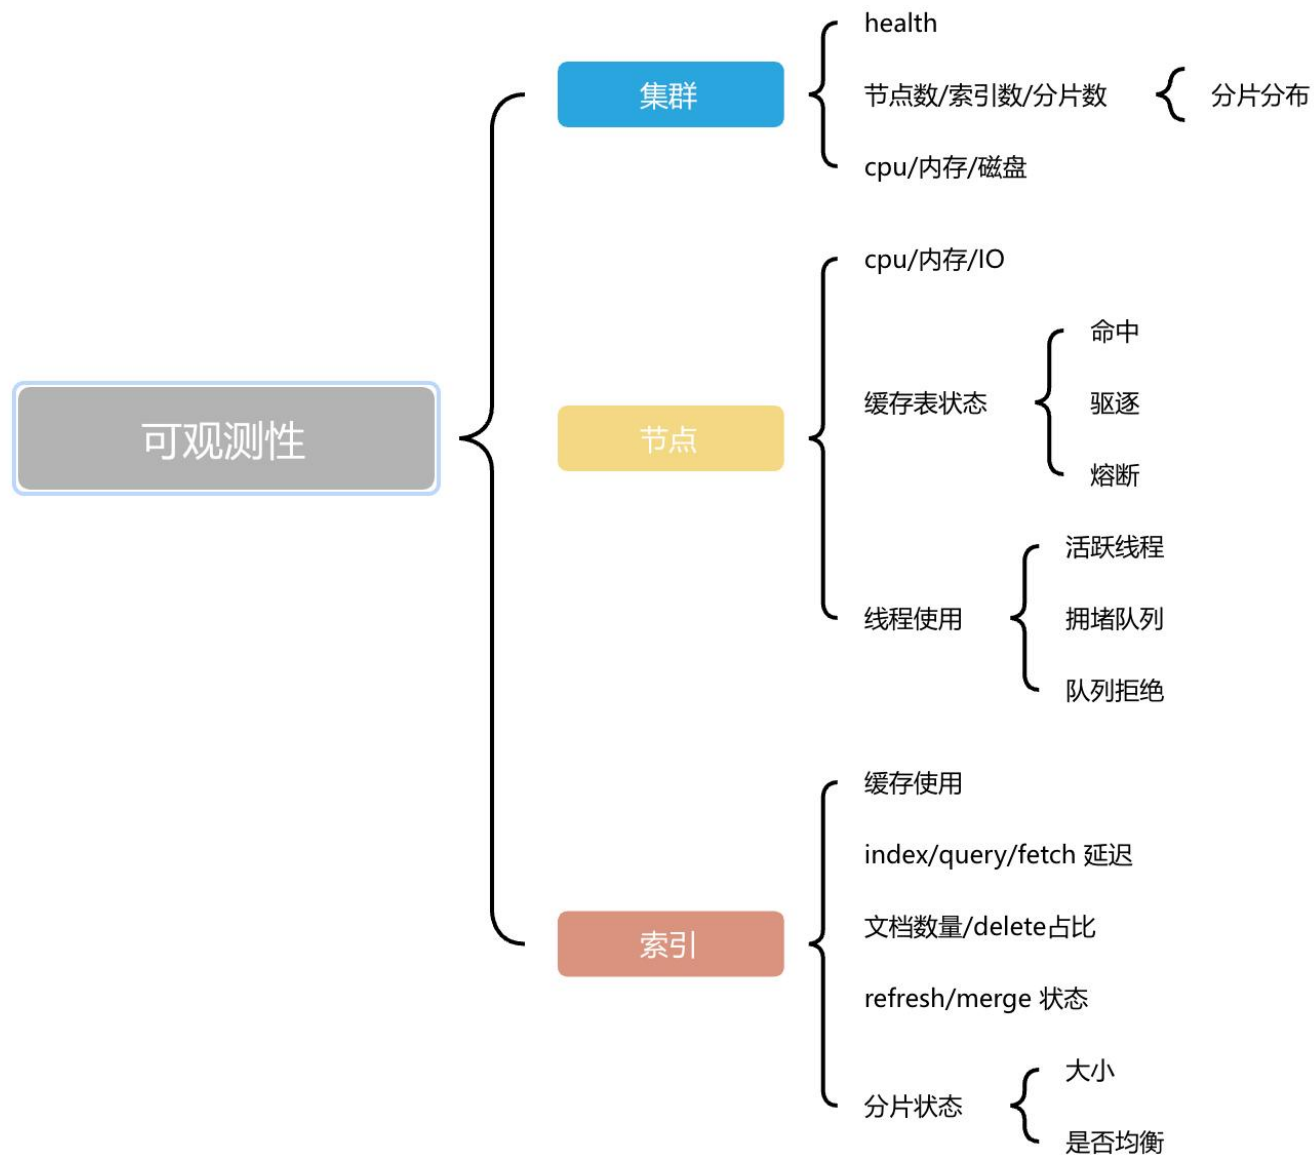 可观测性
集群
health
节点数/索引数/分片数
分片分布
cpu/内存/磁盘
节点
cpu/内存/IO
缓存表状态
命中
驱逐
熔断
线程使用
活跃线程
拥堵队列
队列拒绝
索引
缓存使用
index/query/fetch 延迟
文档数量/delete占比
refresh/merge 状态
分片状态
大小
是否均衡